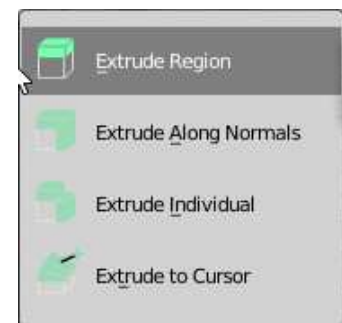 Extrude Region
Extrude Along Normals
Extrude Individual
Extrude to Cursor